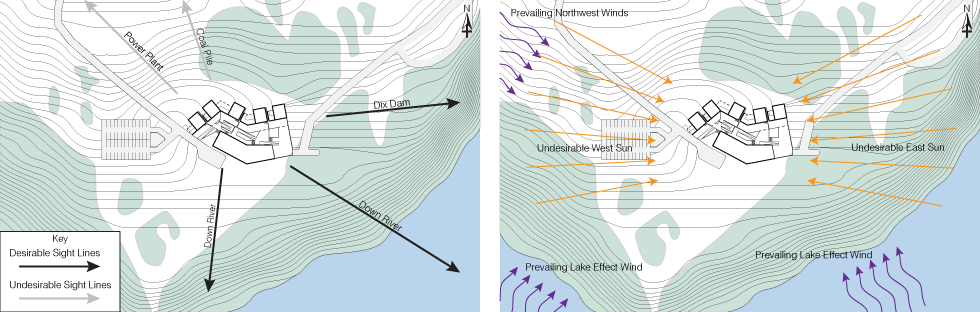 N
Power Plant
Coal Pile
Dix Dam
Down River
Down River
Key
Desirable Sight Lines
Undesirable Sight Lines
Prevailing Northwest Winds
N
Undesirable West Sun
Undesirable East Sun
Prevailing Lake Effect Wind
Prevailing Lake Effect Wind